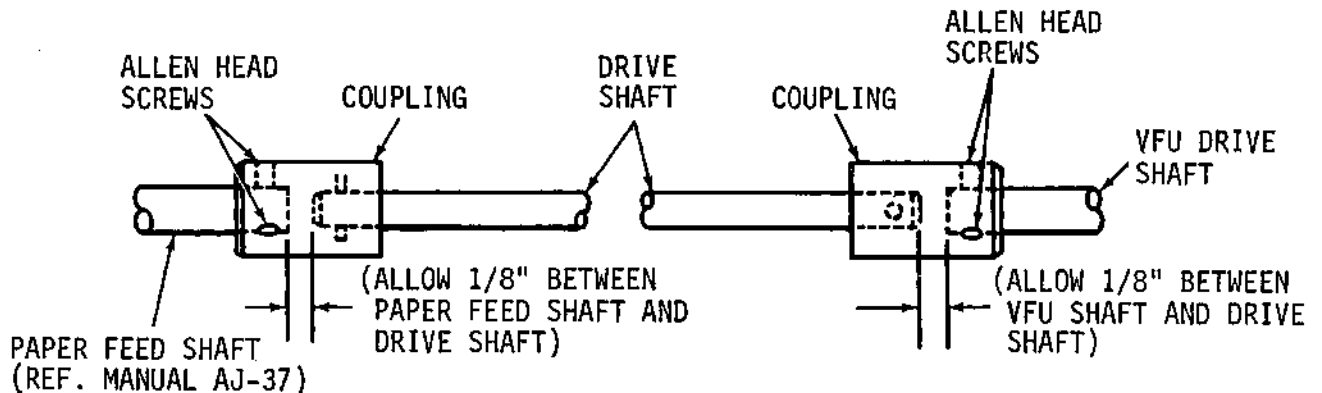 ALLEN HEAD
SCREWS
COUPLING
DRIVE
SHAFT
COUPLING
ALLEN HEAD
SCREWS
VFU DRIVE
SHAFT
(ALLOW 1/8" BETWEEN
PAPER FEED SHAFT AND
DRIVE SHAFT)
(ALLOW 1/8" BETWEEN
VFU SHAFT AND DRIVE
SHAFT)
PAPER FEED SHAFT
(REF. MANUAL AJ-37)